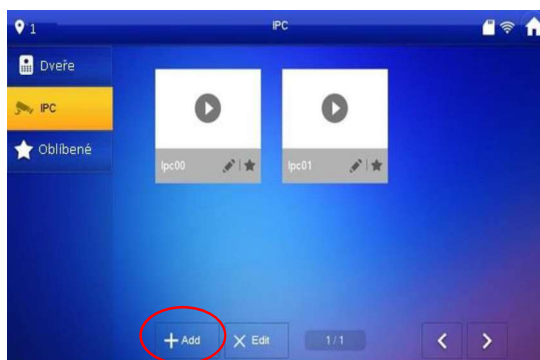 1
IPC
Dveře
IPC
Oblíbené
Ipc00
Ipc01
Add
Edit
1/1